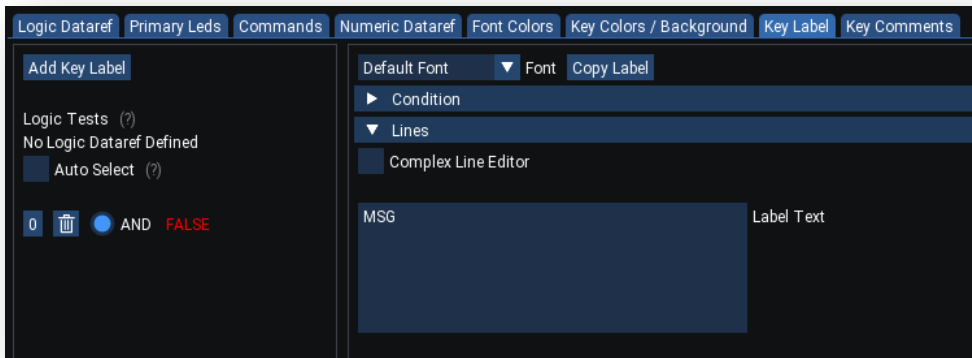 Logic Dataref Primary Leds Commands Numeric Dataref Font Colors Key Colors / Background Key Label Key Comments
Add Key Label
Logic Tests (?)
No Logic Dataref Defined
Auto Select (?)
0 AND FALSE
Default Font Font Copy Label
Condition
Lines
Complex Line Editor
MSG Label Text